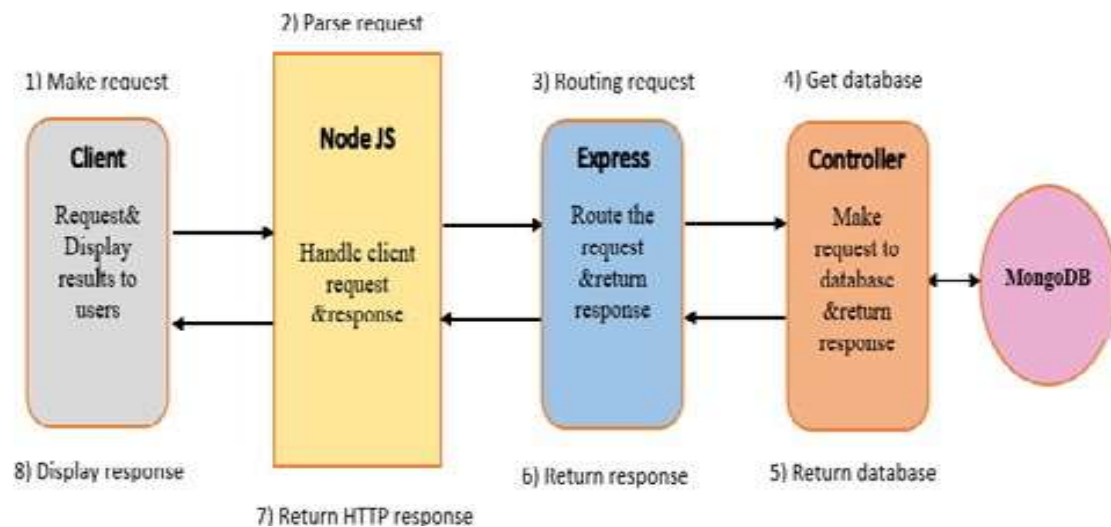 2) Parse request
1) Make request
3) Routing request
4) Get database
Client
Request&
Display
results to
users
Node JS
Handle client
request
&response
Express
Route the
request
&return
response
Controller
Make
request to
database
&return
response
MongoDB
8) Display response
6) Return response
5) Return database
7) Return HTTP response